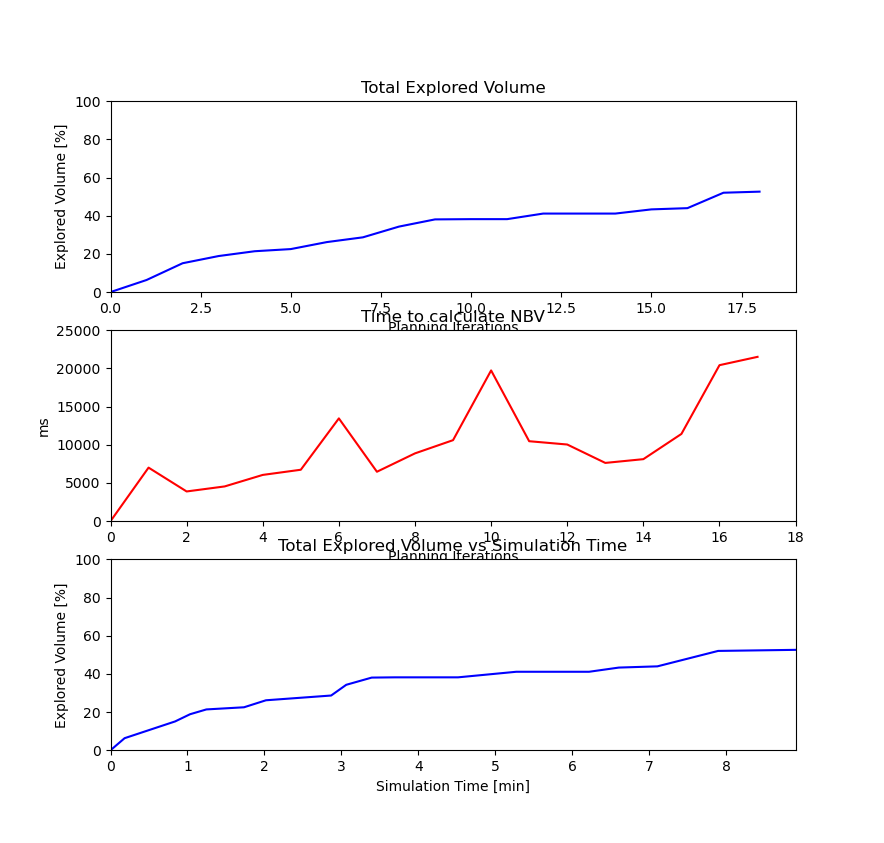 Total Explored Volume
100
80
60
40
20
0
Explored Volume [%]
0.0 2.5 5.0 7.5 10.0 12.5 15.0 17.5
Planning Iterations
Time to calculate NBV
25000
20000
15000
10000
5000
0
ms
0 2 4 6 8 10 12 14 16 18
Planning Iterations
Total Explored Volume vs Simulation Time
100
80
60
40
20
0
Explored Volume [%]
0 1 2 3 4 5 6 7 8
Simulation Time [min]